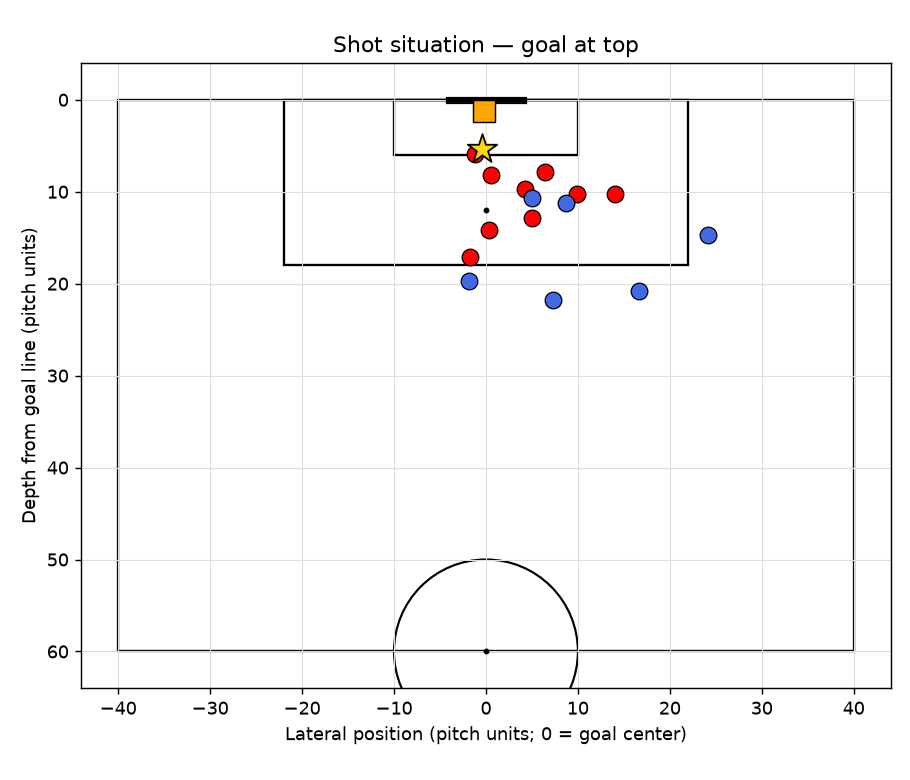 Shot situation — goal at top
Depth from goal line (pitch units)
0
10
20
30
40
50
60
−40 −30 −20 −10 0 10 20 30 40
Lateral position (pitch units; 0 = goal center)